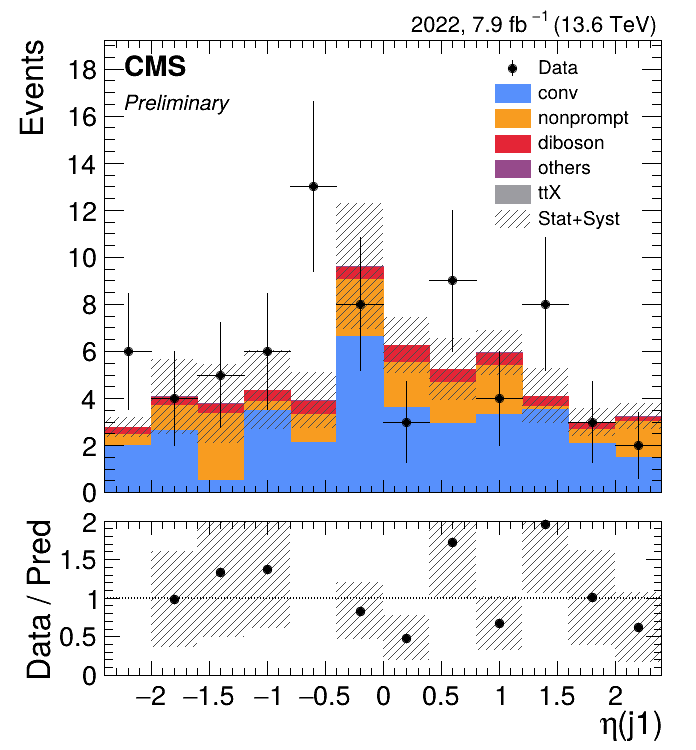 2022, 7.9 fb⁻¹ (13.6 TeV)
CMS
Preliminary
Events
18
16
14
12
10
8
6
4
2
0
Data
conv
nonprompt
diboson
others
ttX
Stat+Syst
Data / Pred
2
1.5
1
0.5
0
−2 −1.5 −1 −0.5 0 0.5 1 1.5 2
η(j1)